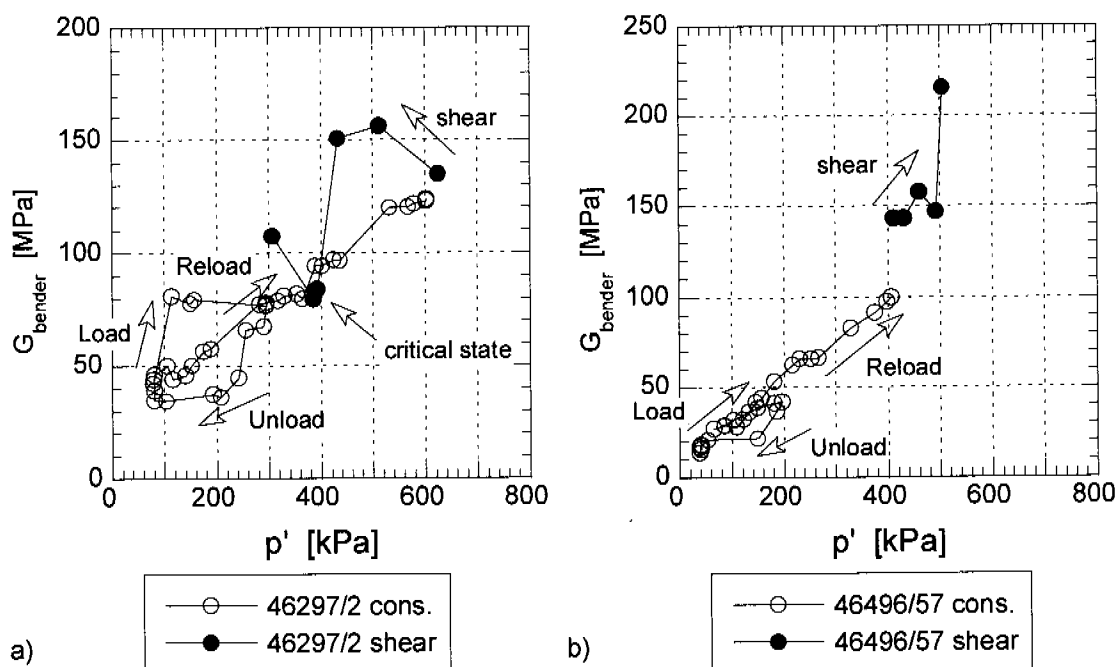 200
150
100
50
0
G_bender [MPa]
shear
Reload
Load
critical state
Unload
0 200 400 600 800
p' [kPa]
46297/2 cons.
46297/2 shear
a)
250
200
150
100
50
0
G_bender [MPa]
shear
Load
Reload
Unload
0 200 400 600 800
p' [kPa]
46496/57 cons.
46496/57 shear
b)